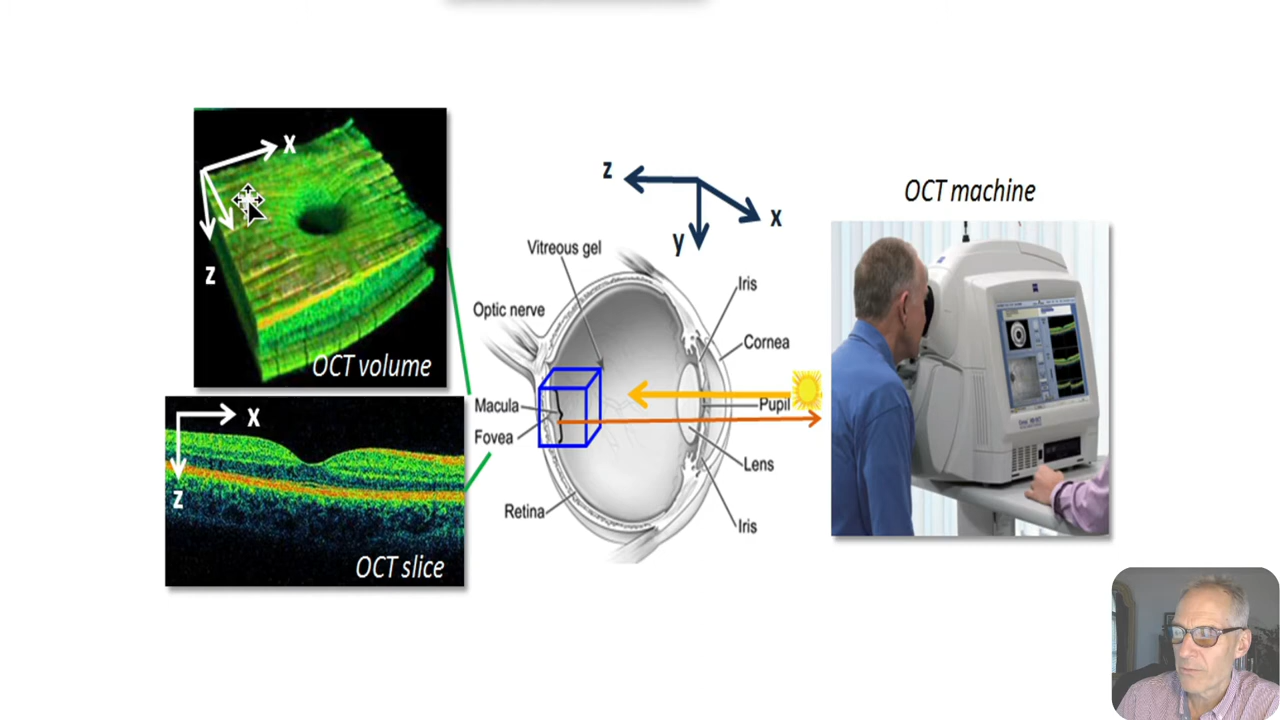 x
z
OCT volume
x
z
OCT slice
z
x
y
Vitreous gel
Optic nerve
Macula
Fovea
Retina
Iris
Cornea
Pupil
Lens
Iris
OCT machine